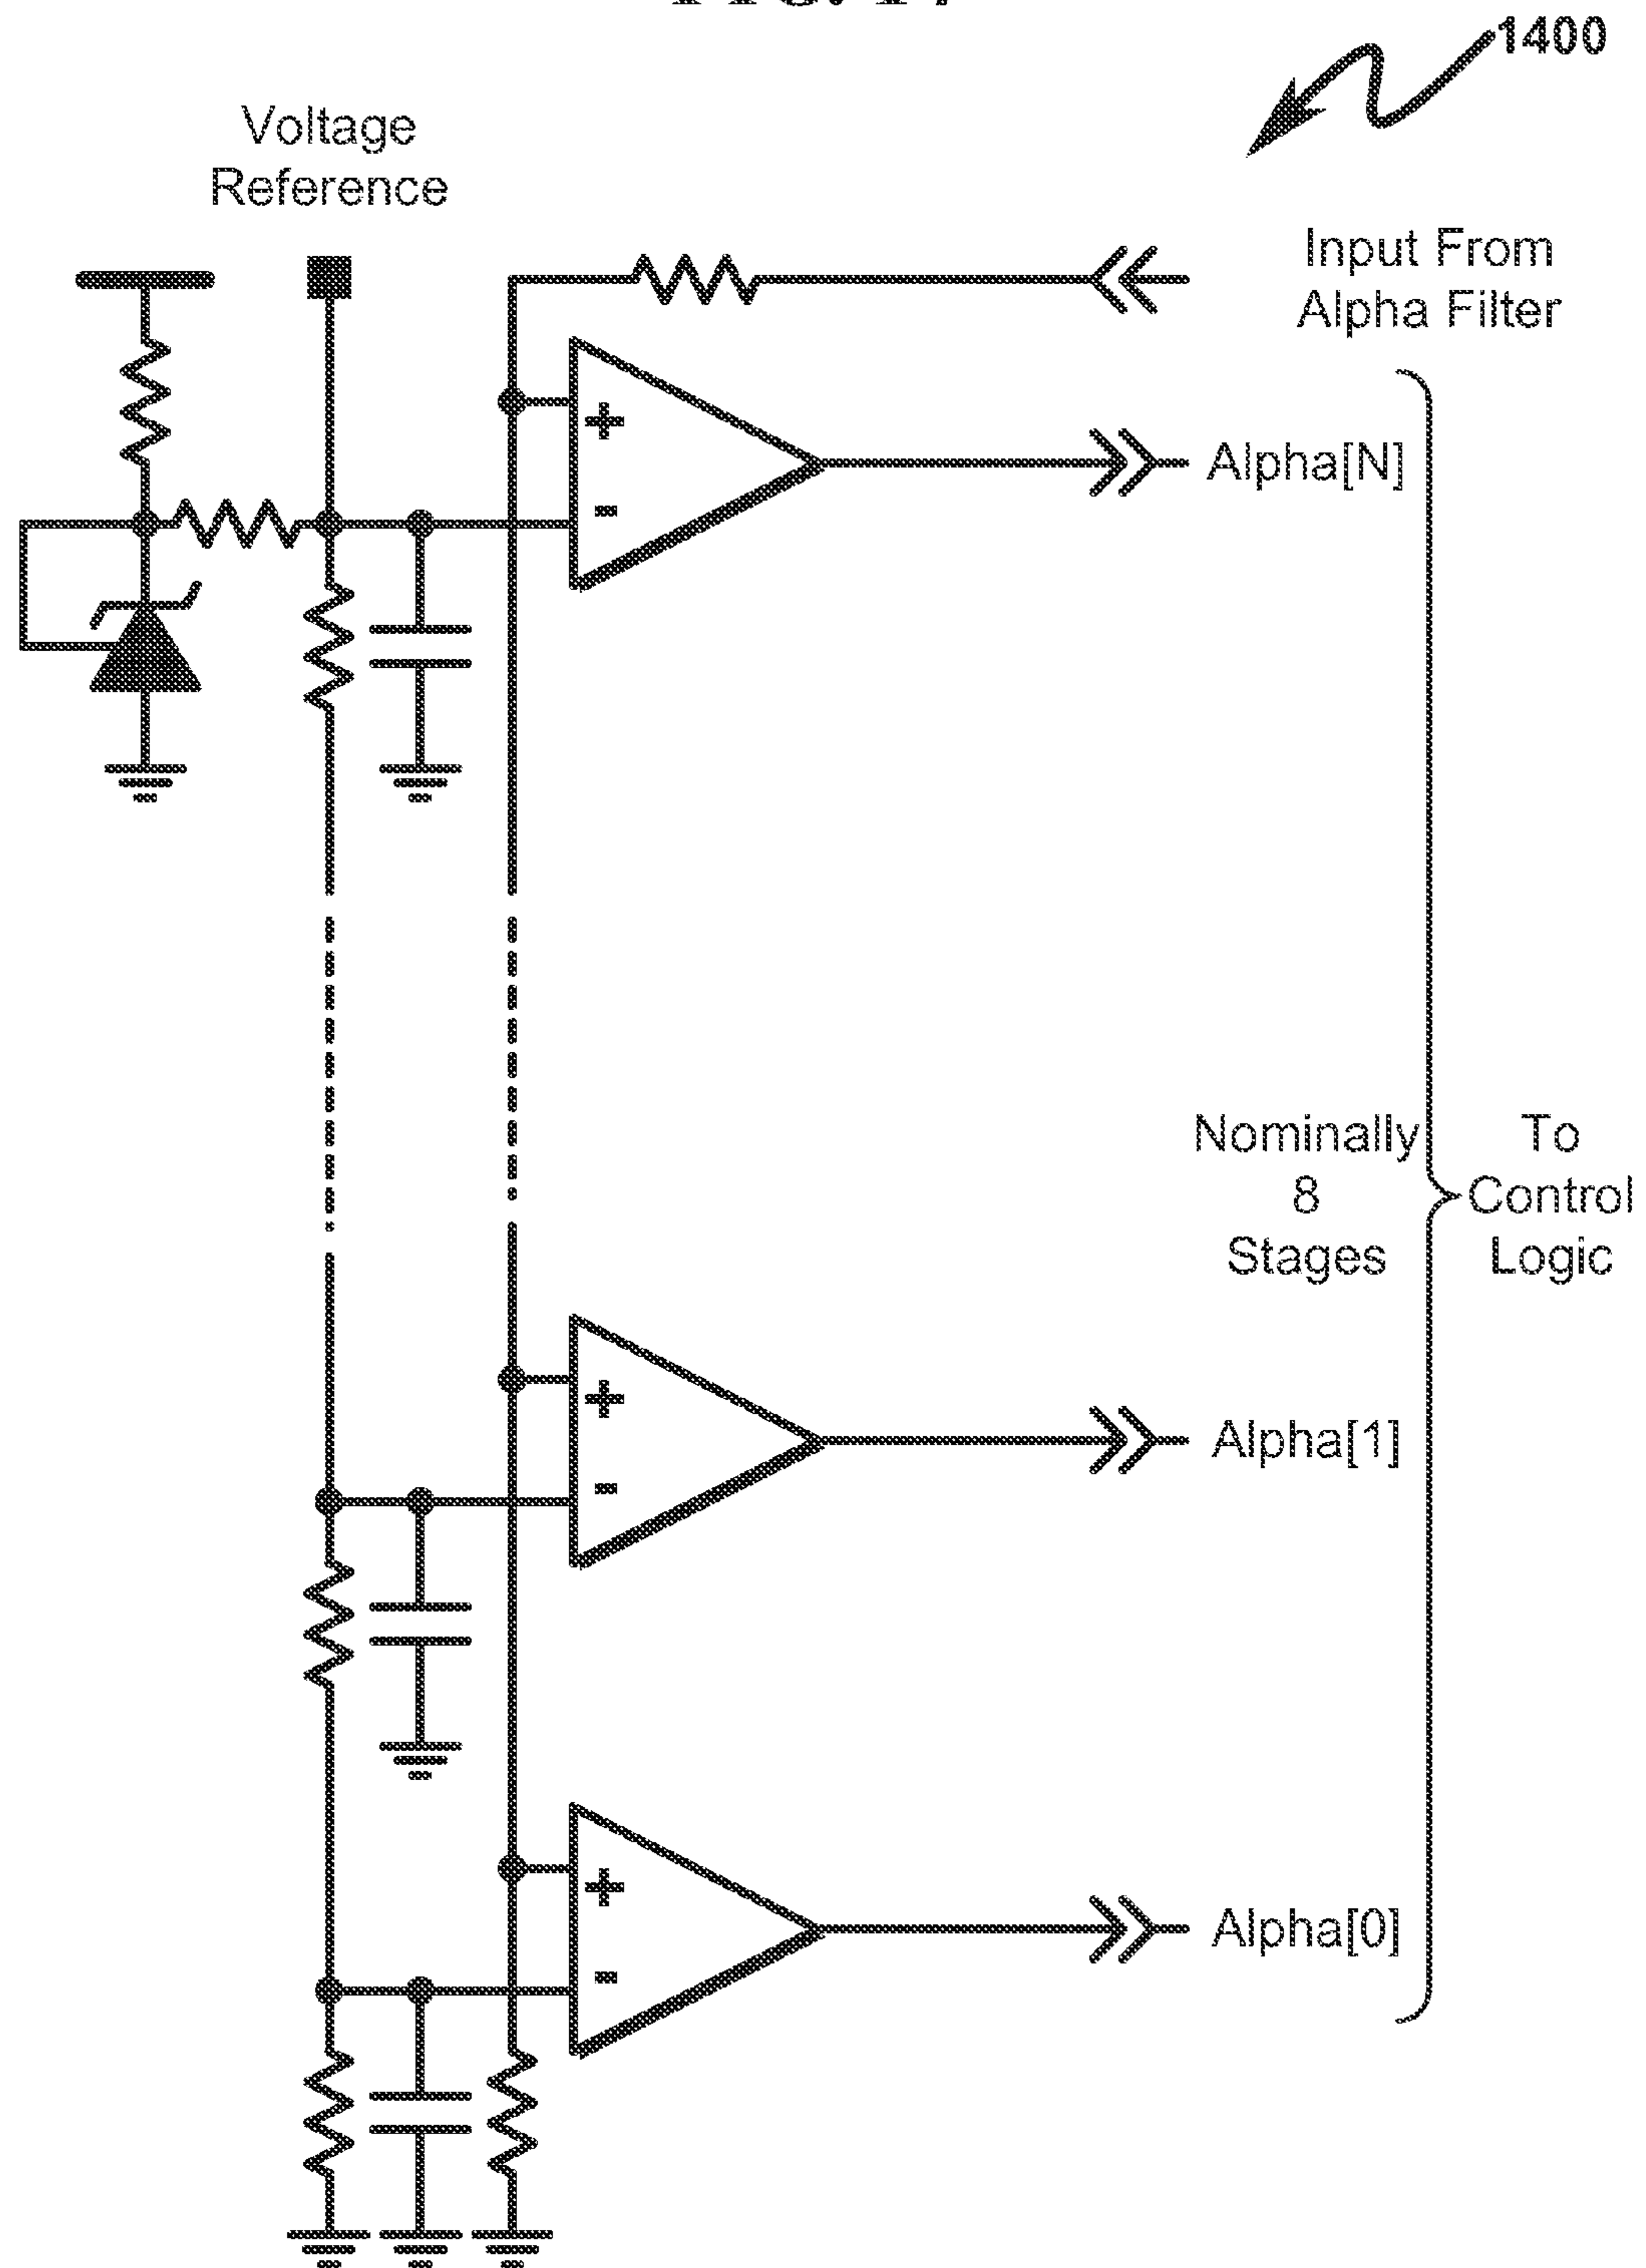 1400
Voltage
Reference
Input From
Alpha Filter
+
-
Alpha[N]
Nominally
8
Stages
To
Control
Logic
+
-
Alpha[1]
+
-
Alpha[0]